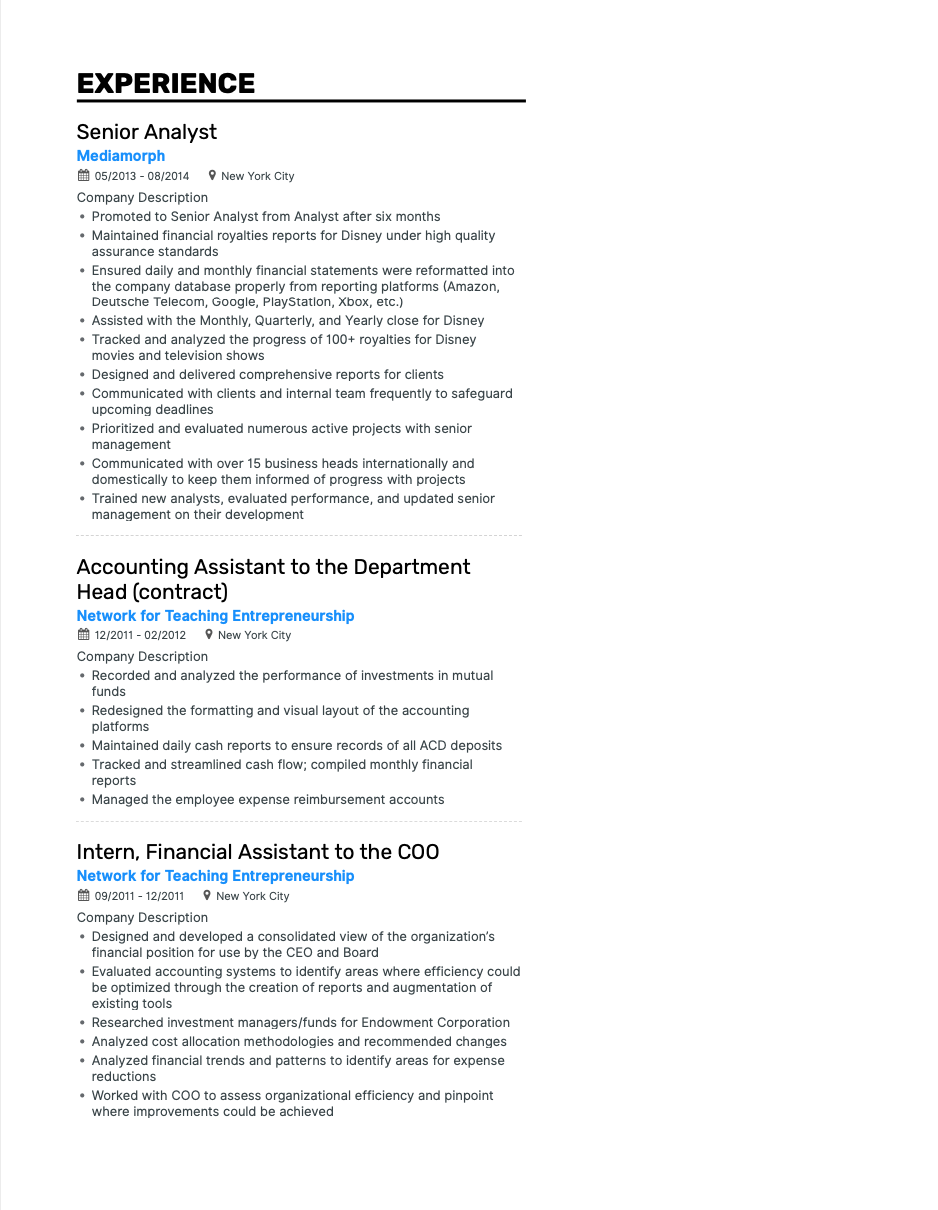 EXPERIENCE
Senior Analyst
Mediamorph
05/2013 - 08/2014 New York City
Company Description
• Promoted to Senior Analyst from Analyst after six months
• Maintained financial royalties reports for Disney under high quality
assurance standards
• Ensured daily and monthly financial statements were reformatted into
the company database properly from reporting platforms (Amazon,
Deutsche Telecom, Google, PlayStation, Xbox, etc.)
• Assisted with the Monthly, Quarterly, and Yearly close for Disney
• Tracked and analyzed the progress of 100+ royalties for Disney
movies and television shows
• Designed and delivered comprehensive reports for clients
• Communicated with clients and internal team frequently to safeguard
upcoming deadlines
• Prioritized and evaluated numerous active projects with senior
management
• Communicated with over 15 business heads internationally and
domestically to keep them informed of progress with projects
• Trained new analysts, evaluated performance, and updated senior
management on their development
Accounting Assistant to the Department
Head (contract)
Network for Teaching Entrepreneurship
12/2011 - 02/2012 New York City
Company Description
• Recorded and analyzed the performance of investments in mutual
funds
• Redesigned the formatting and visual layout of the accounting
platforms
• Maintained daily cash reports to ensure records of all ACD deposits
• Tracked and streamlined cash flow; compiled monthly financial
reports
• Managed the employee expense reimbursement accounts
Intern, Financial Assistant to the COO
Network for Teaching Entrepreneurship
09/2011 - 12/2011 New York City
Company Description
• Designed and developed a consolidated view of the organization’s
financial position for use by the CEO and Board
• Evaluated accounting systems to identify areas where efficiency could
be optimized through the creation of reports and augmentation of
existing tools
• Researched investment managers/funds for Endowment Corporation
• Analyzed cost allocation methodologies and recommended changes
• Analyzed financial trends and patterns to identify areas for expense
reductions
• Worked with COO to assess organizational efficiency and pinpoint
where improvements could be achieved